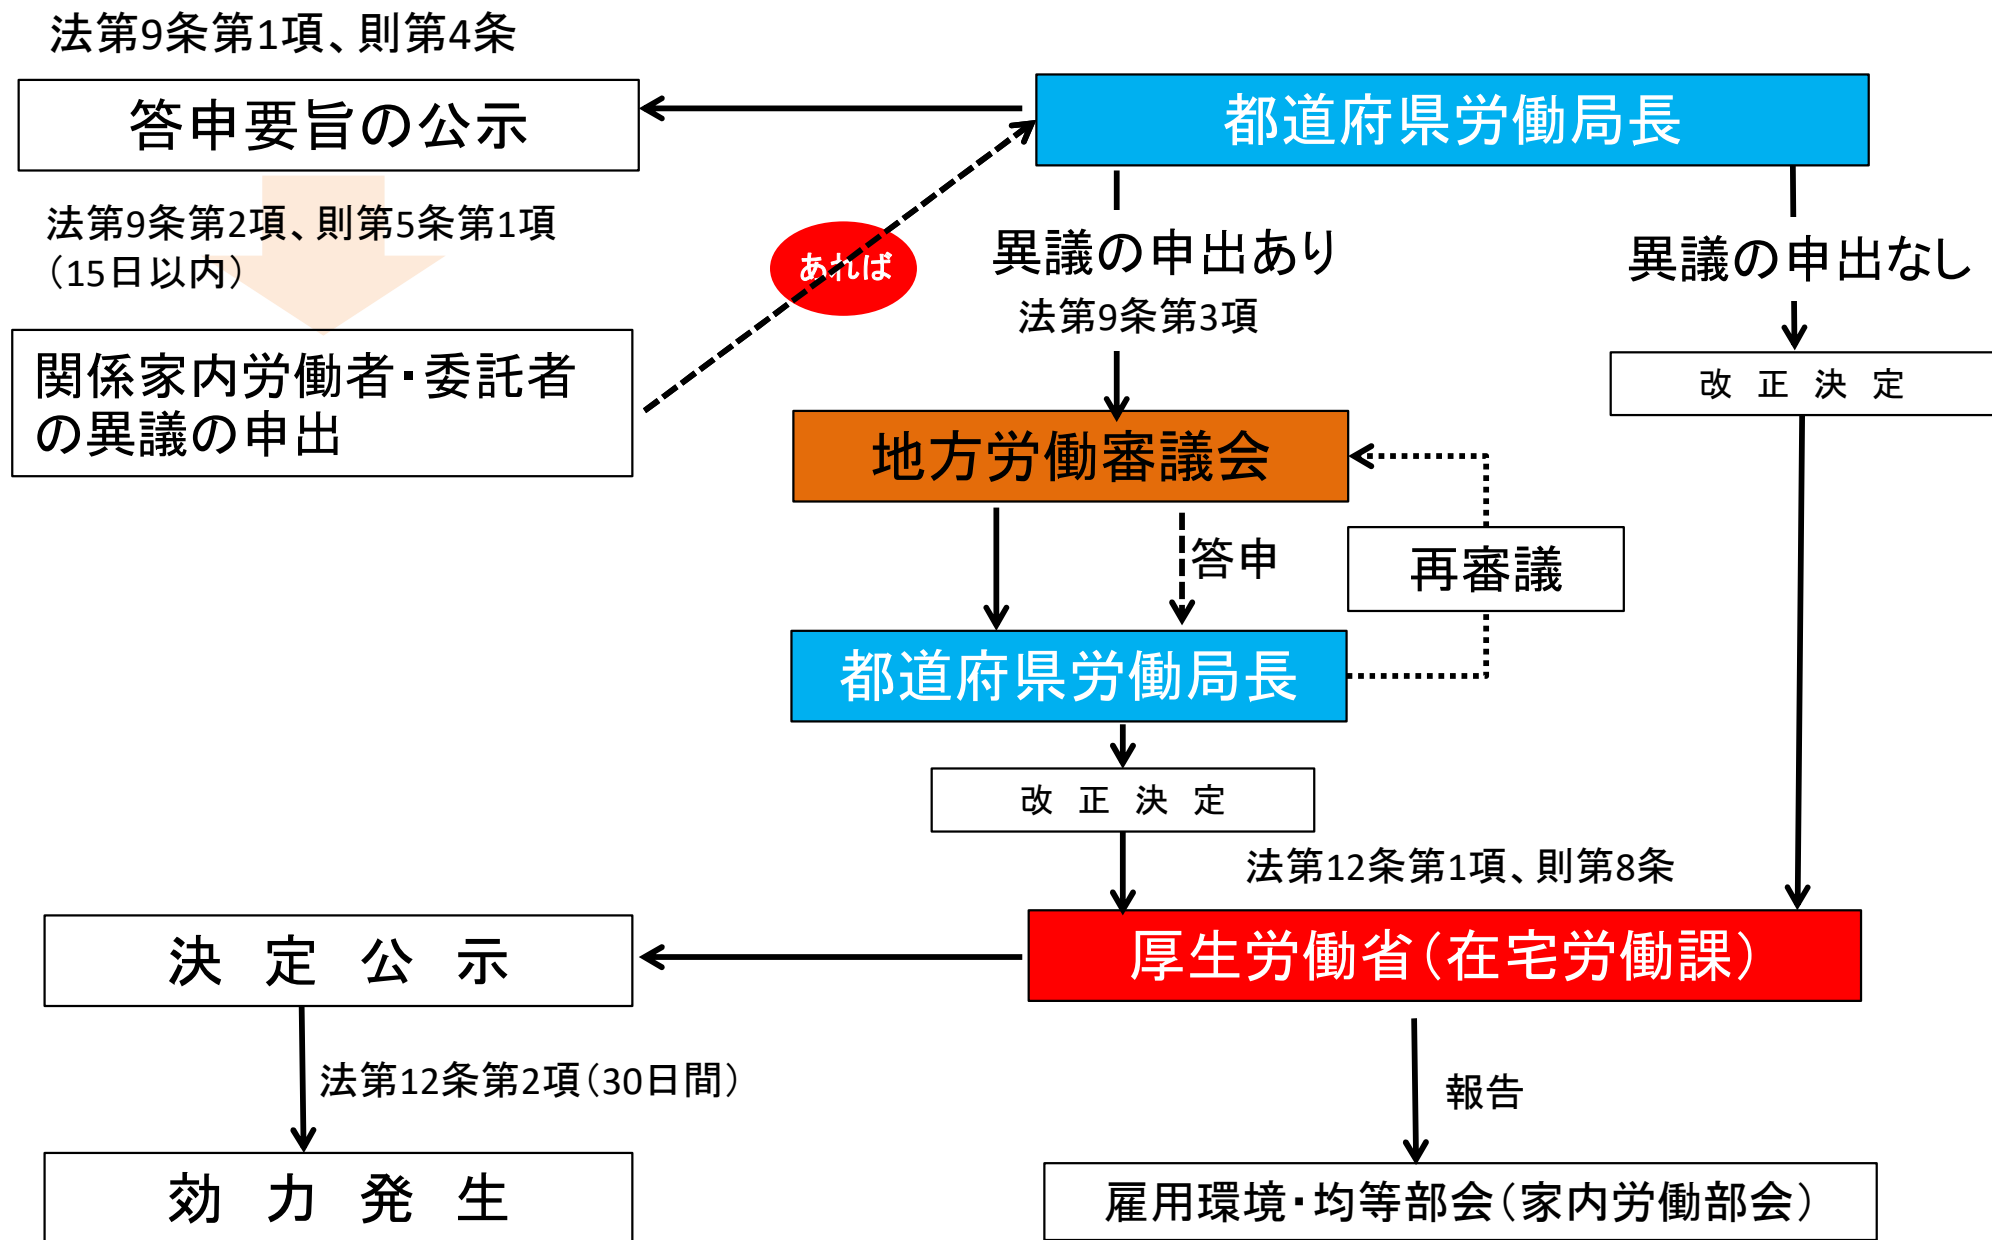 法第9条第1項、則第4条
答申要旨の公示
都道府県労働局長
法第9条第2項、則第5条第1項
（15日以内）
あれば
異議の申出あり
法第9条第3項
異議の申出なし
関係家内労働者・委託者
の異議の申出
改 正 決 定
地方労働審議会
答申
再審議
都道府県労働局長
改 正 決 定
法第12条第1項、則第8条
決 定 公 示
厚生労働省（在宅労働課）
法第12条第2項（30日間）
報告
効 力 発 生
雇用環境・均等部会（家内労働部会）